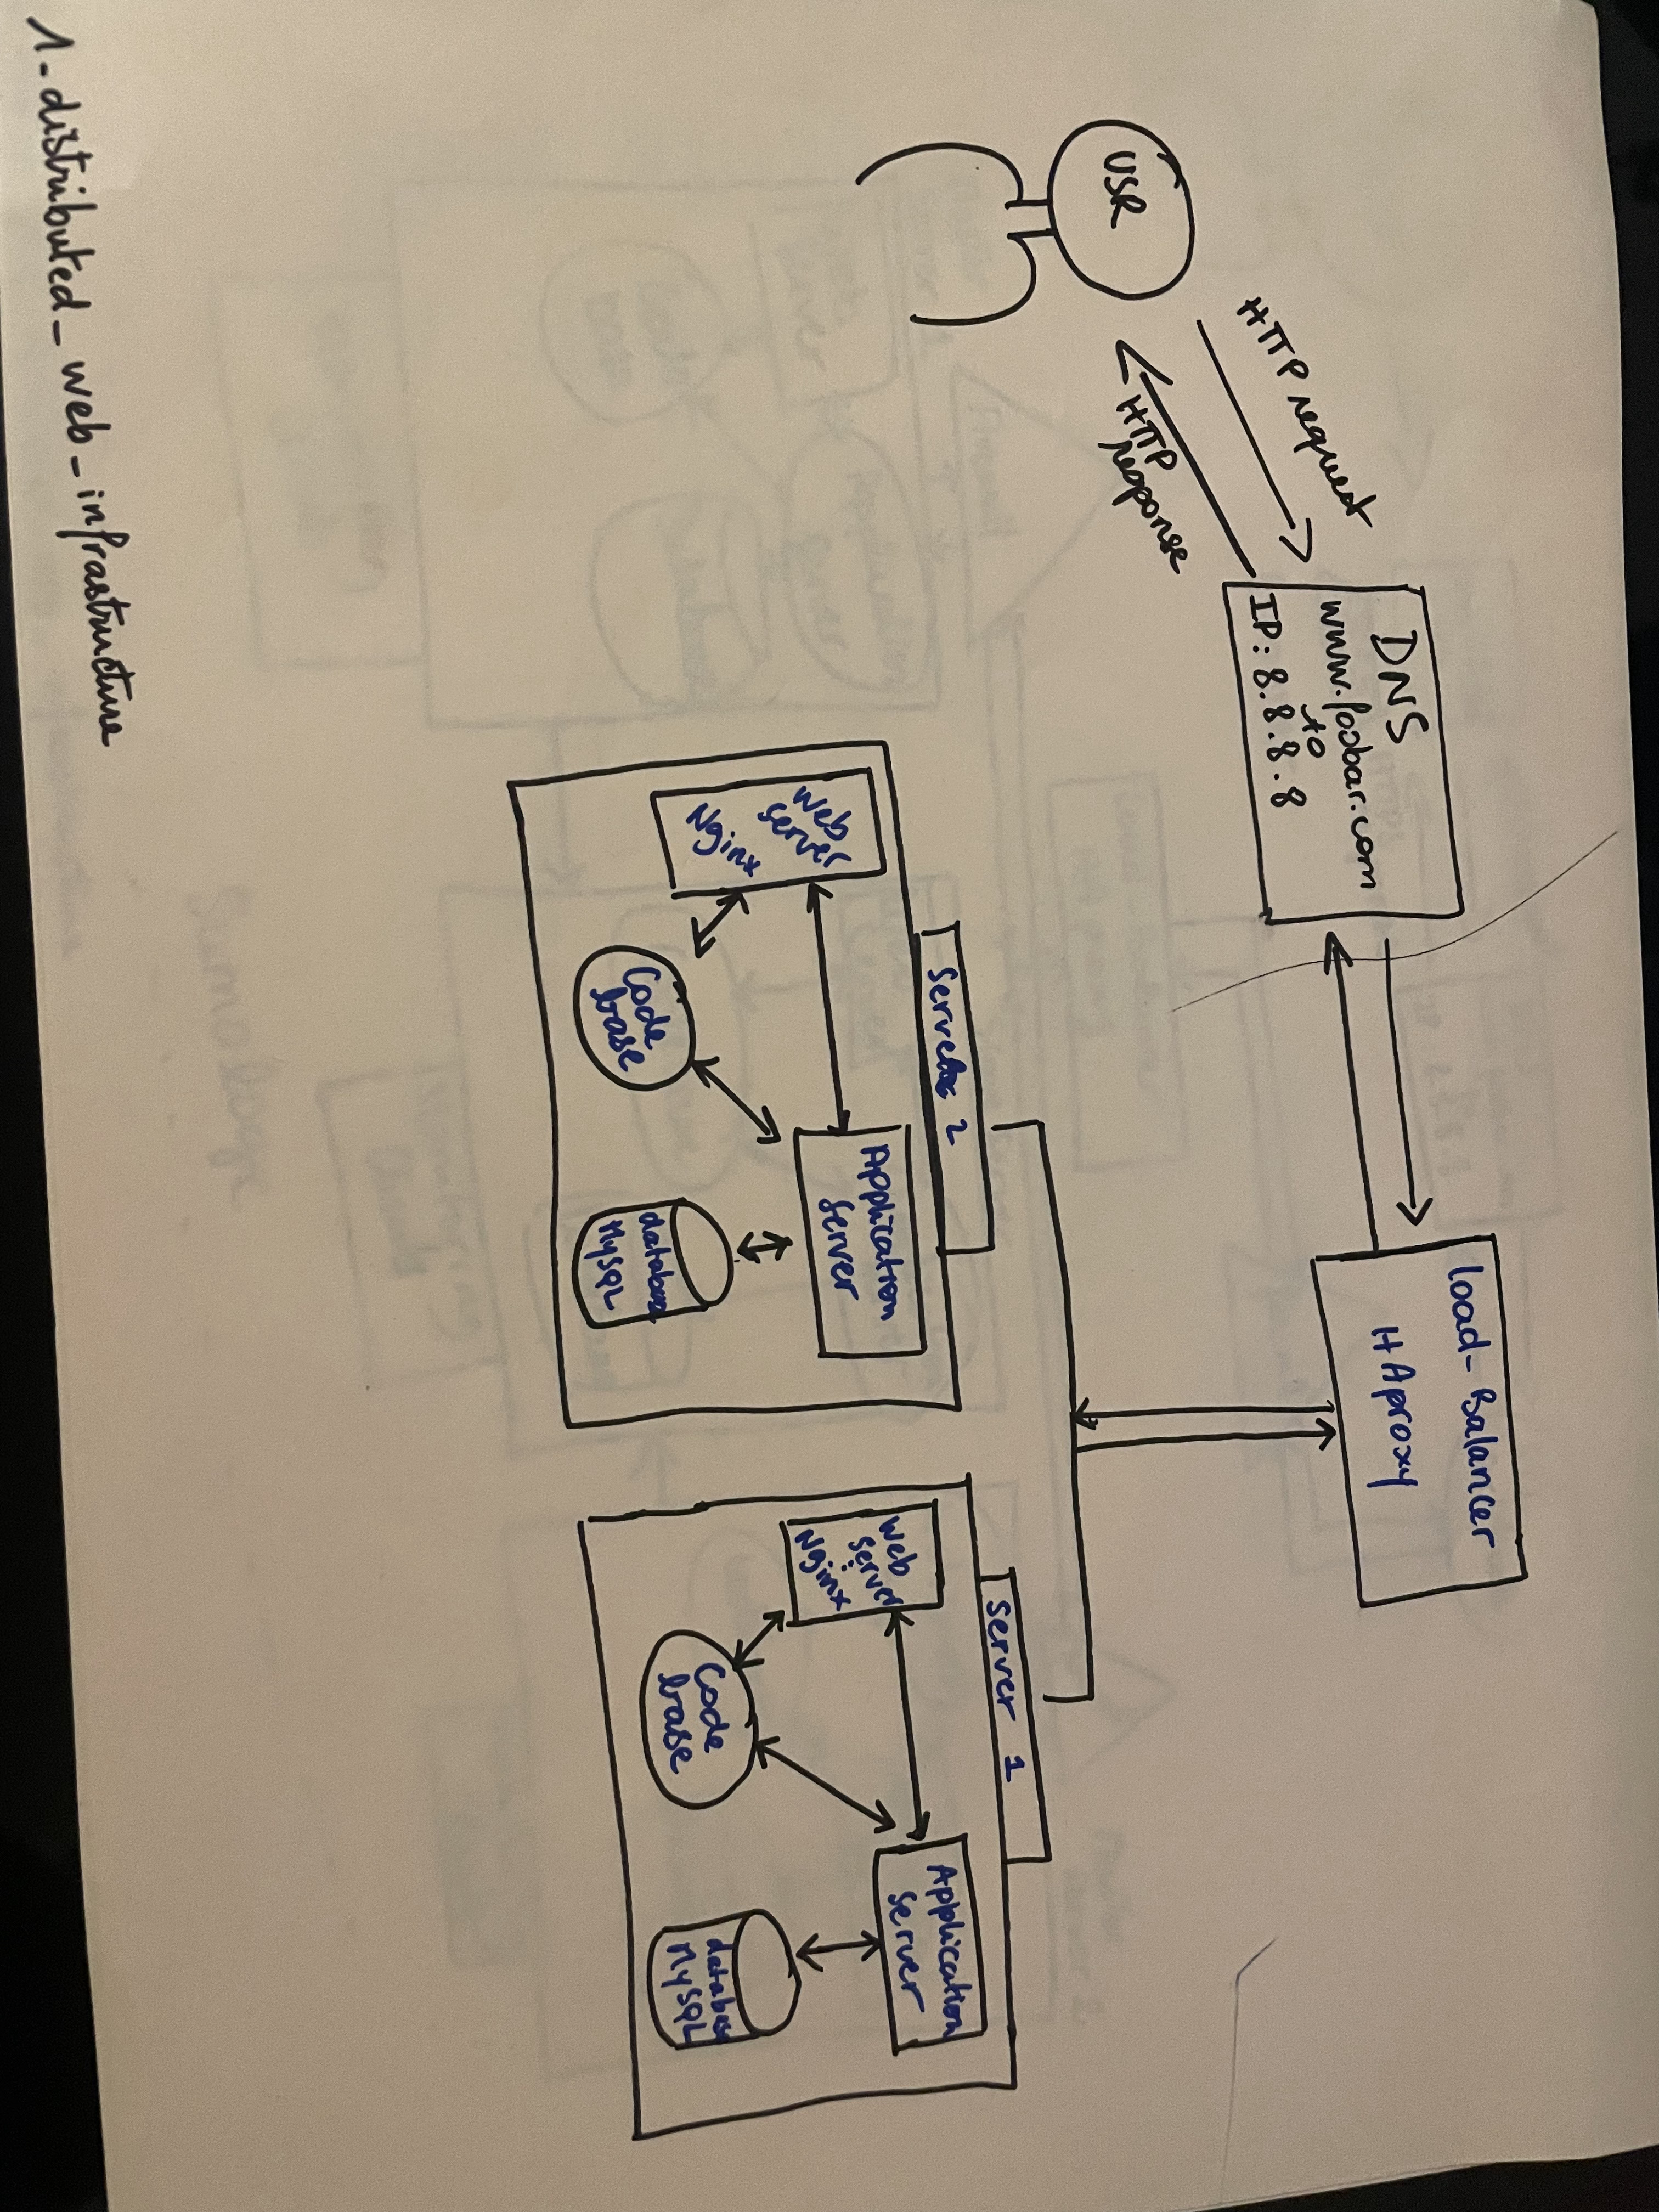 USR
HTTP request
HTTP
response
DNS
www.foobar.com
to
IP: 8.8.8.8
load-Balancer
HAproxy
Server 2
Web
server
Nginx
Code
base
Application
Server
database
MySQL
Server 1
Web
server
Nginx
Code
base
Application
Server
database
MySQL
1-distributed_web_infrastructure